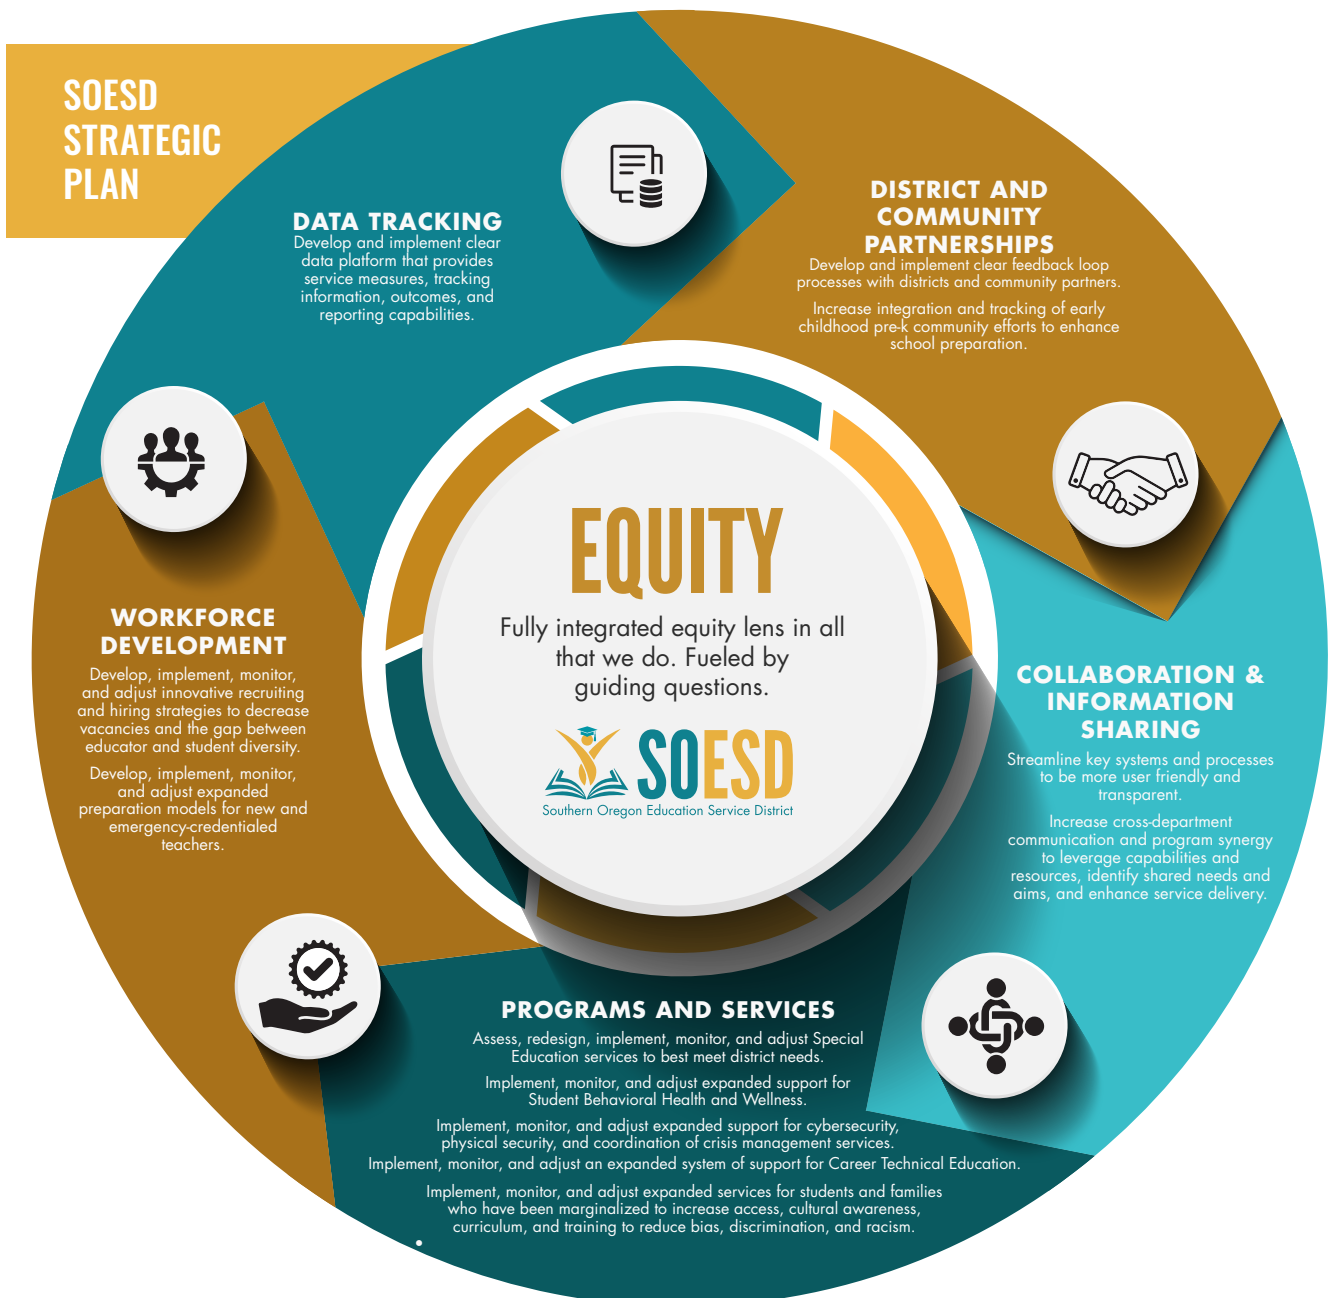 SOESD
STRATEGIC
PLAN
DATA TRACKING
Develop and implement clear
data platform that provides
service measures, tracking
information, outcomes, and
reporting capabilities.
DISTRICT AND
COMMUNITY
PARTNERSHIPS
Develop and implement clear feedback loop
processes with districts and community partners.
Increase integration and tracking of early
childhood pre-k community efforts to enhance
school preparation.
EQUITY
Fully integrated equity lens in all
that we do. Fueled by
guiding questions.
SOESD
Southern Oregon Education Service District
WORKFORCE
DEVELOPMENT
Develop, implement, monitor,
and adjust innovative recruiting
and hiring strategies to decrease
vacancies and the gap between
educator and student diversity.
Develop, implement, monitor,
and adjust expanded
preparation models for new and
emergency-credentialed
teachers.
COLLABORATION &
INFORMATION
SHARING
Streamline key systems and processes
to be more user friendly and
transparent.
Increase cross-department
communication and program synergy
to leverage capabilities and
resources, identify shared needs and
aims, and enhance service delivery.
PROGRAMS AND SERVICES
Assess, redesign, implement, monitor, and adjust Special
Education services to best meet district needs.
Implement, monitor, and adjust expanded support for
Student Behavioral Health and Wellness.
Implement, monitor, and adjust expanded support for cybersecurity,
physical security, and coordination of crisis management services.
Implement, monitor, and adjust an expanded system of support for Career Technical Education.
Implement, monitor, and adjust expanded services for students and families
who have been marginalized to increase access, cultural awareness,
curriculum, and training to reduce bias, discrimination, and racism.